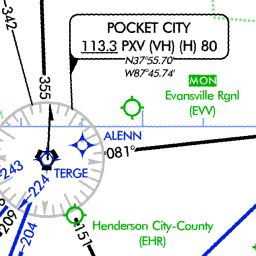 342
POCKET CITY
113.3 PXV (VH) (H) 80
N37°55.70'
W87°45.74'
355
MON
Evansville Rgnl
(EVV)
ALENN
081°
TERGE
243
224
209
204
151
Henderson City-County
(EHR)